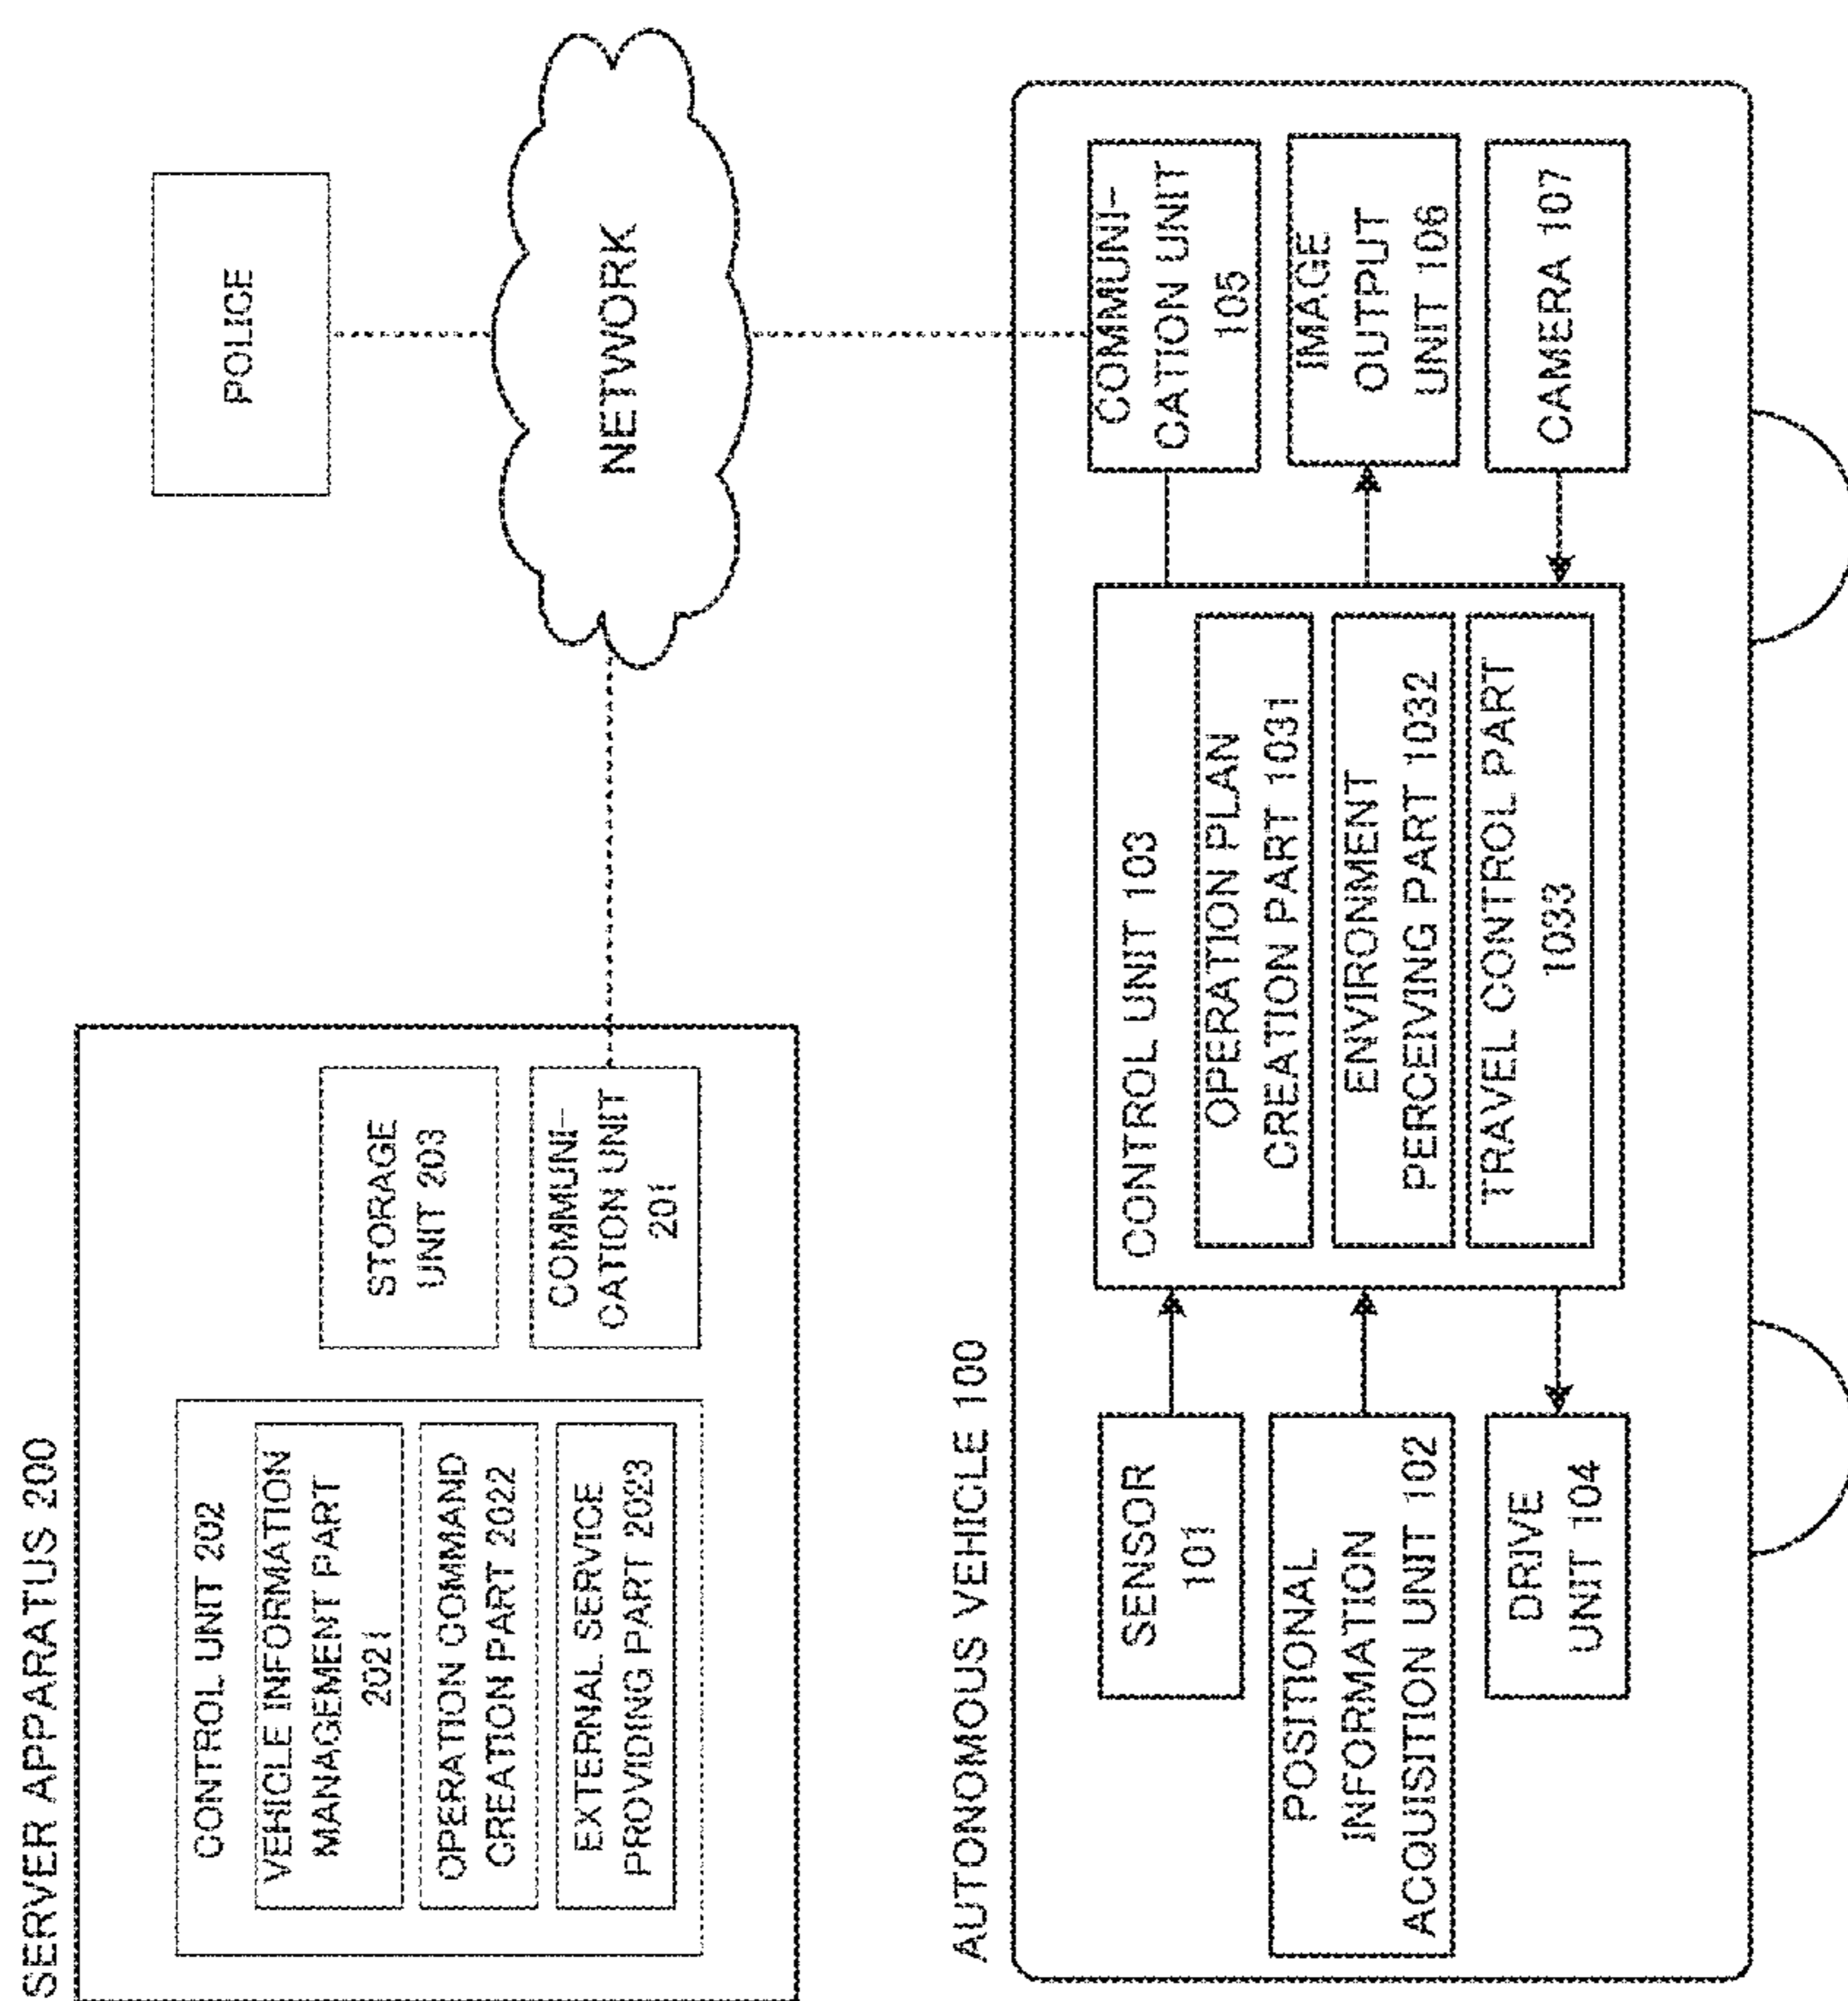 SERVER APPARATUS 200
CONTROL UNIT 202
VEHICLE INFORMATION
MANAGEMENT PART
2021
OPERATION COMMAND
CREATION PART 2022
EXTERNAL SERVICE
PROVIDING PART 2023
STORAGE
UNIT 203
COMMUNI-
CATION UNIT
201
POLICE
NETWORK
AUTONOMOUS VEHICLE 100
SENSOR
101
POSITIONAL
INFORMATION
ACQUISITION UNIT 102
DRIVE
UNIT 104
CONTROL UNIT 103
OPERATION PLAN
CREATION PART 1031
ENVIRONMENT
PERCEIVING PART 1032
TRAVEL CONTROL PART
1033
COMMUNI-
CATION UNIT
105
IMAGE
OUTPUT
UNIT 106
CAMERA 107